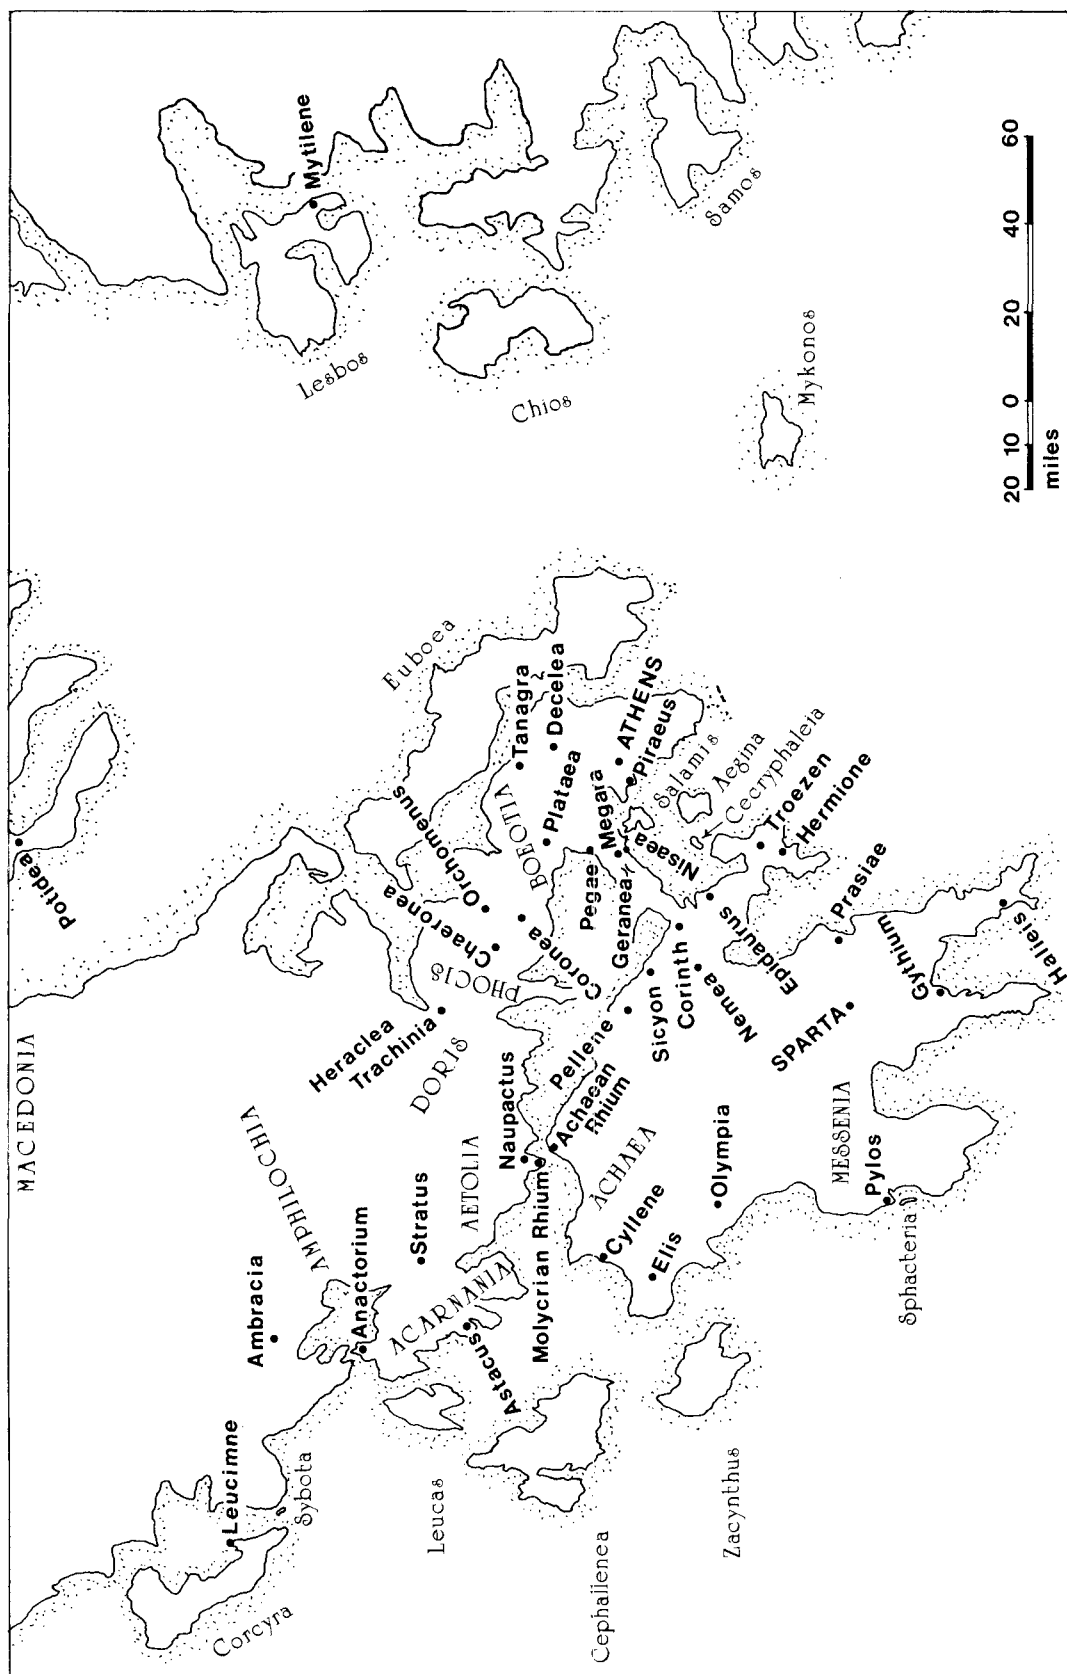 MACEDONIA
Potidea
Corcyra
Leucimne
Sybota
Ambracia
AMPHILOCHIA
Anactorium
Leucas
ACARNANIA
Stratus
Astacus
AETOLIA
DORIS
Heraclea
Trachinia
PHOCIS
Chaeronea
Orchomenus
Coronea
BOEOTIA
Tanagra
Decelea
Plataea
Euboea
Lesbos
Mytilene
Chios
Samos
Mykonos
Cephallenea
Zacynthus
Molycrian Rhium
Naupactus
Achaean
Rhium
ACHAEA
Pellene
Sicyon
Corinth
Nemea
Pegae
Geranea
Megara
Nisaea
ATHENS
Piraeus
Salamis
Aegina
Cecryphaleia
Troezen
Hermione
Epidaurus
Cyllene
Elis
Olympia
MESSENIA
Pylos
Sphacteria
SPARTA
Prasiae
Gythium
Halieis
20 10 0 20 40 60
miles